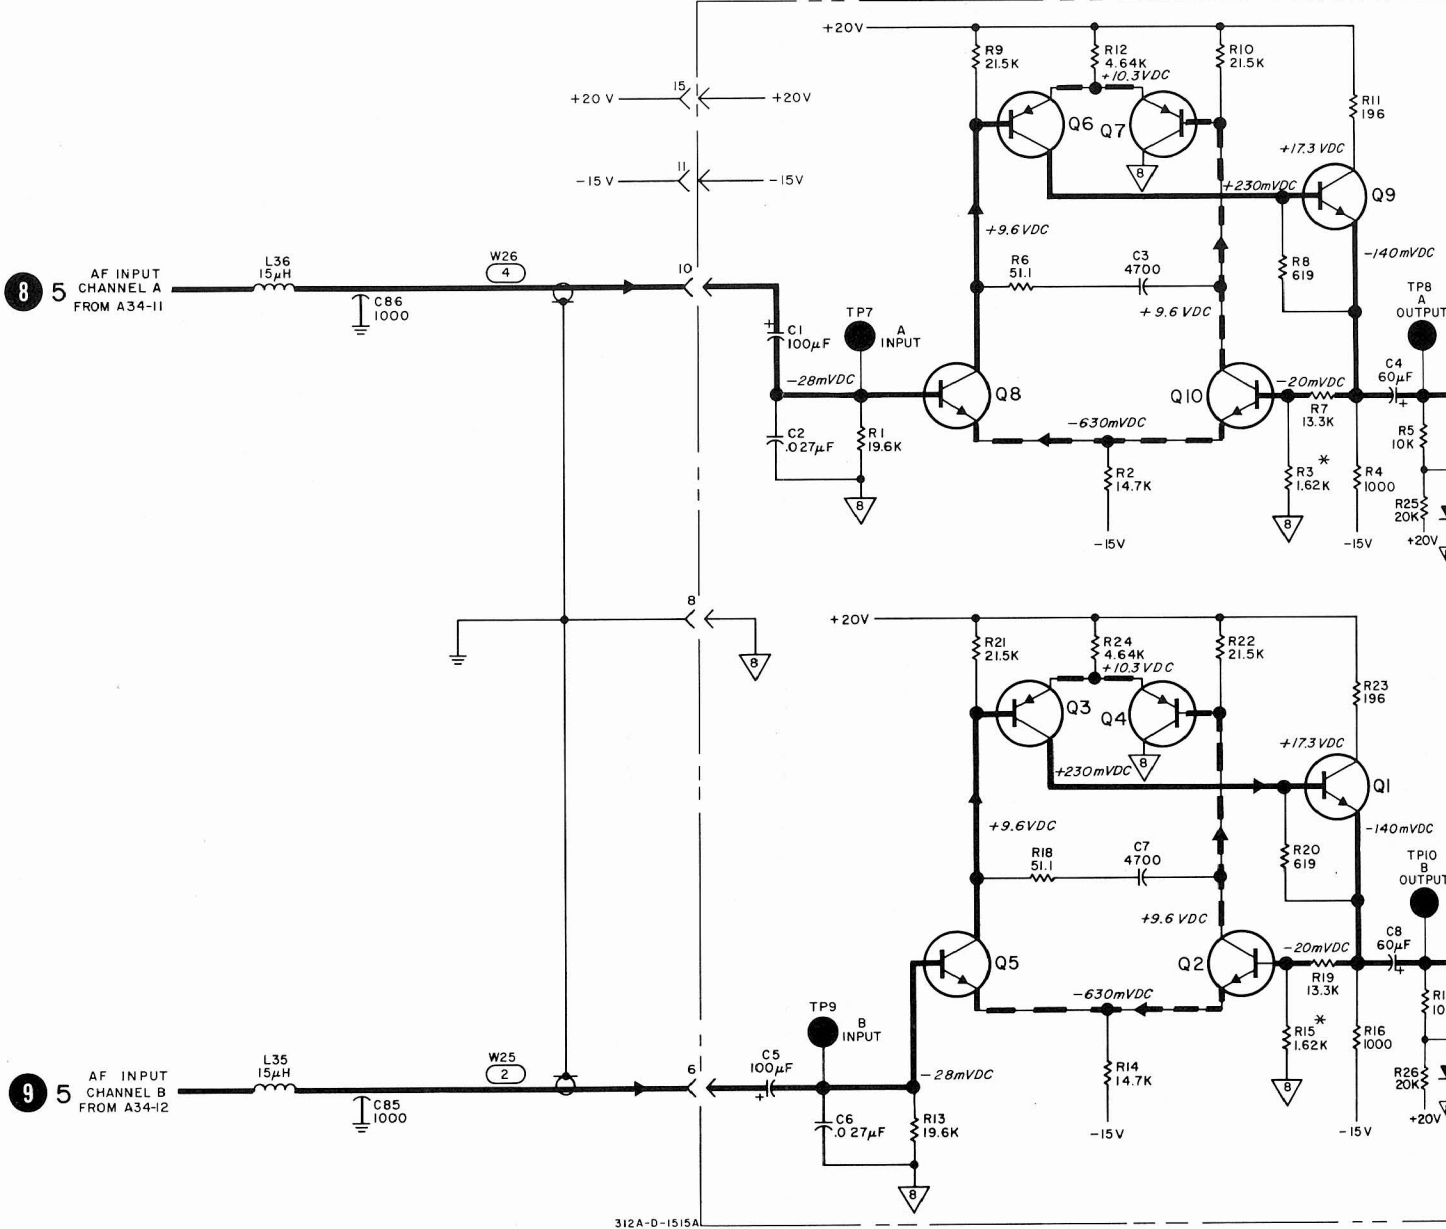 +20V
R9
21.5K
R12
4.64K
+10.3VDC
R10
21.5K
Q6
Q7
8
R11
196
+20V
15
+20V
-15V
11
-15V
+17.3 VDC
+230mVDC
Q9
+9.6VDC
R6
51.1
C3
4700
R8
619
-140mVDC
+9.6 VDC
8
5
AF INPUT
CHANNEL A
FROM A34-11
L36
15μH
C86
1000
W26
4
10
C1
100μF
+
TP7
A
INPUT
-28mVDC
Q8
Q10
-20mVDC
TP8
A
OUTPUT
C4
60μF
+
C2
.027μF
R1
19.6K
8
-630mVDC
R2
14.7K
-15V
R7
13.3K
*
R3
1.62K
8
R4
1000
-15V
R5
10K
R25
20K
+20V
8
8
+20V
R21
21.5K
R24
4.64K
+10.3VDC
R22
21.5K
Q3
Q4
8
R23
196
+17.3VDC
+230mVDC
Q1
+9.6VDC
R18
51.1
C7
4700
R20
619
-140mVDC
+9.6 VDC
TP10
B
OUTPUT
Q5
Q2
-20mVDC
C8
60μF
+
-630mVDC
R19
13.3K
*
R14
14.7K
-15V
R15
1.62K
8
R16
1000
-15V
R26
20K
+20V
9
5
AF INPUT
CHANNEL B
FROM A34-12
L35
15μH
C85
1000
W25
2
6
C5
100μF
+
TP9
B
INPUT
-28mVDC
C6
.027μF
R13
19.6K
8
312A-D-1515A